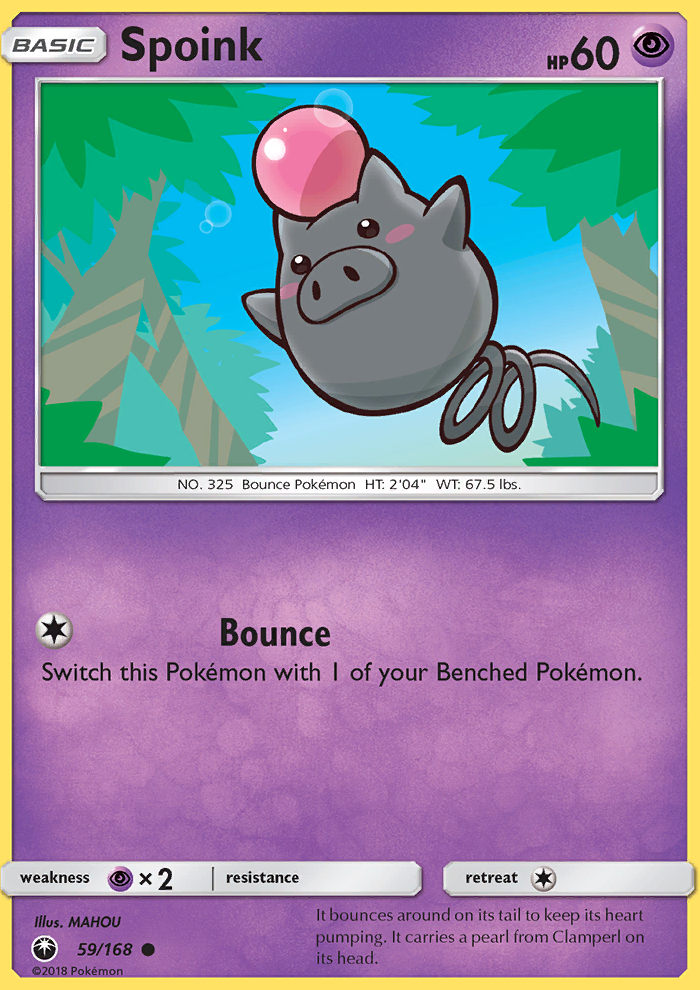 BASIC Spoink HP60
NO. 325 Bounce Pokémon HT: 2'04" WT: 67.5 lbs.
Bounce
Switch this Pokémon with 1 of your Benched Pokémon.
weakness ×2 resistance retreat
Illus. MAHOU
59/168
©2018 Pokémon
It bounces around on its tail to keep its heart
pumping. It carries a pearl from Clamperl on
its head.